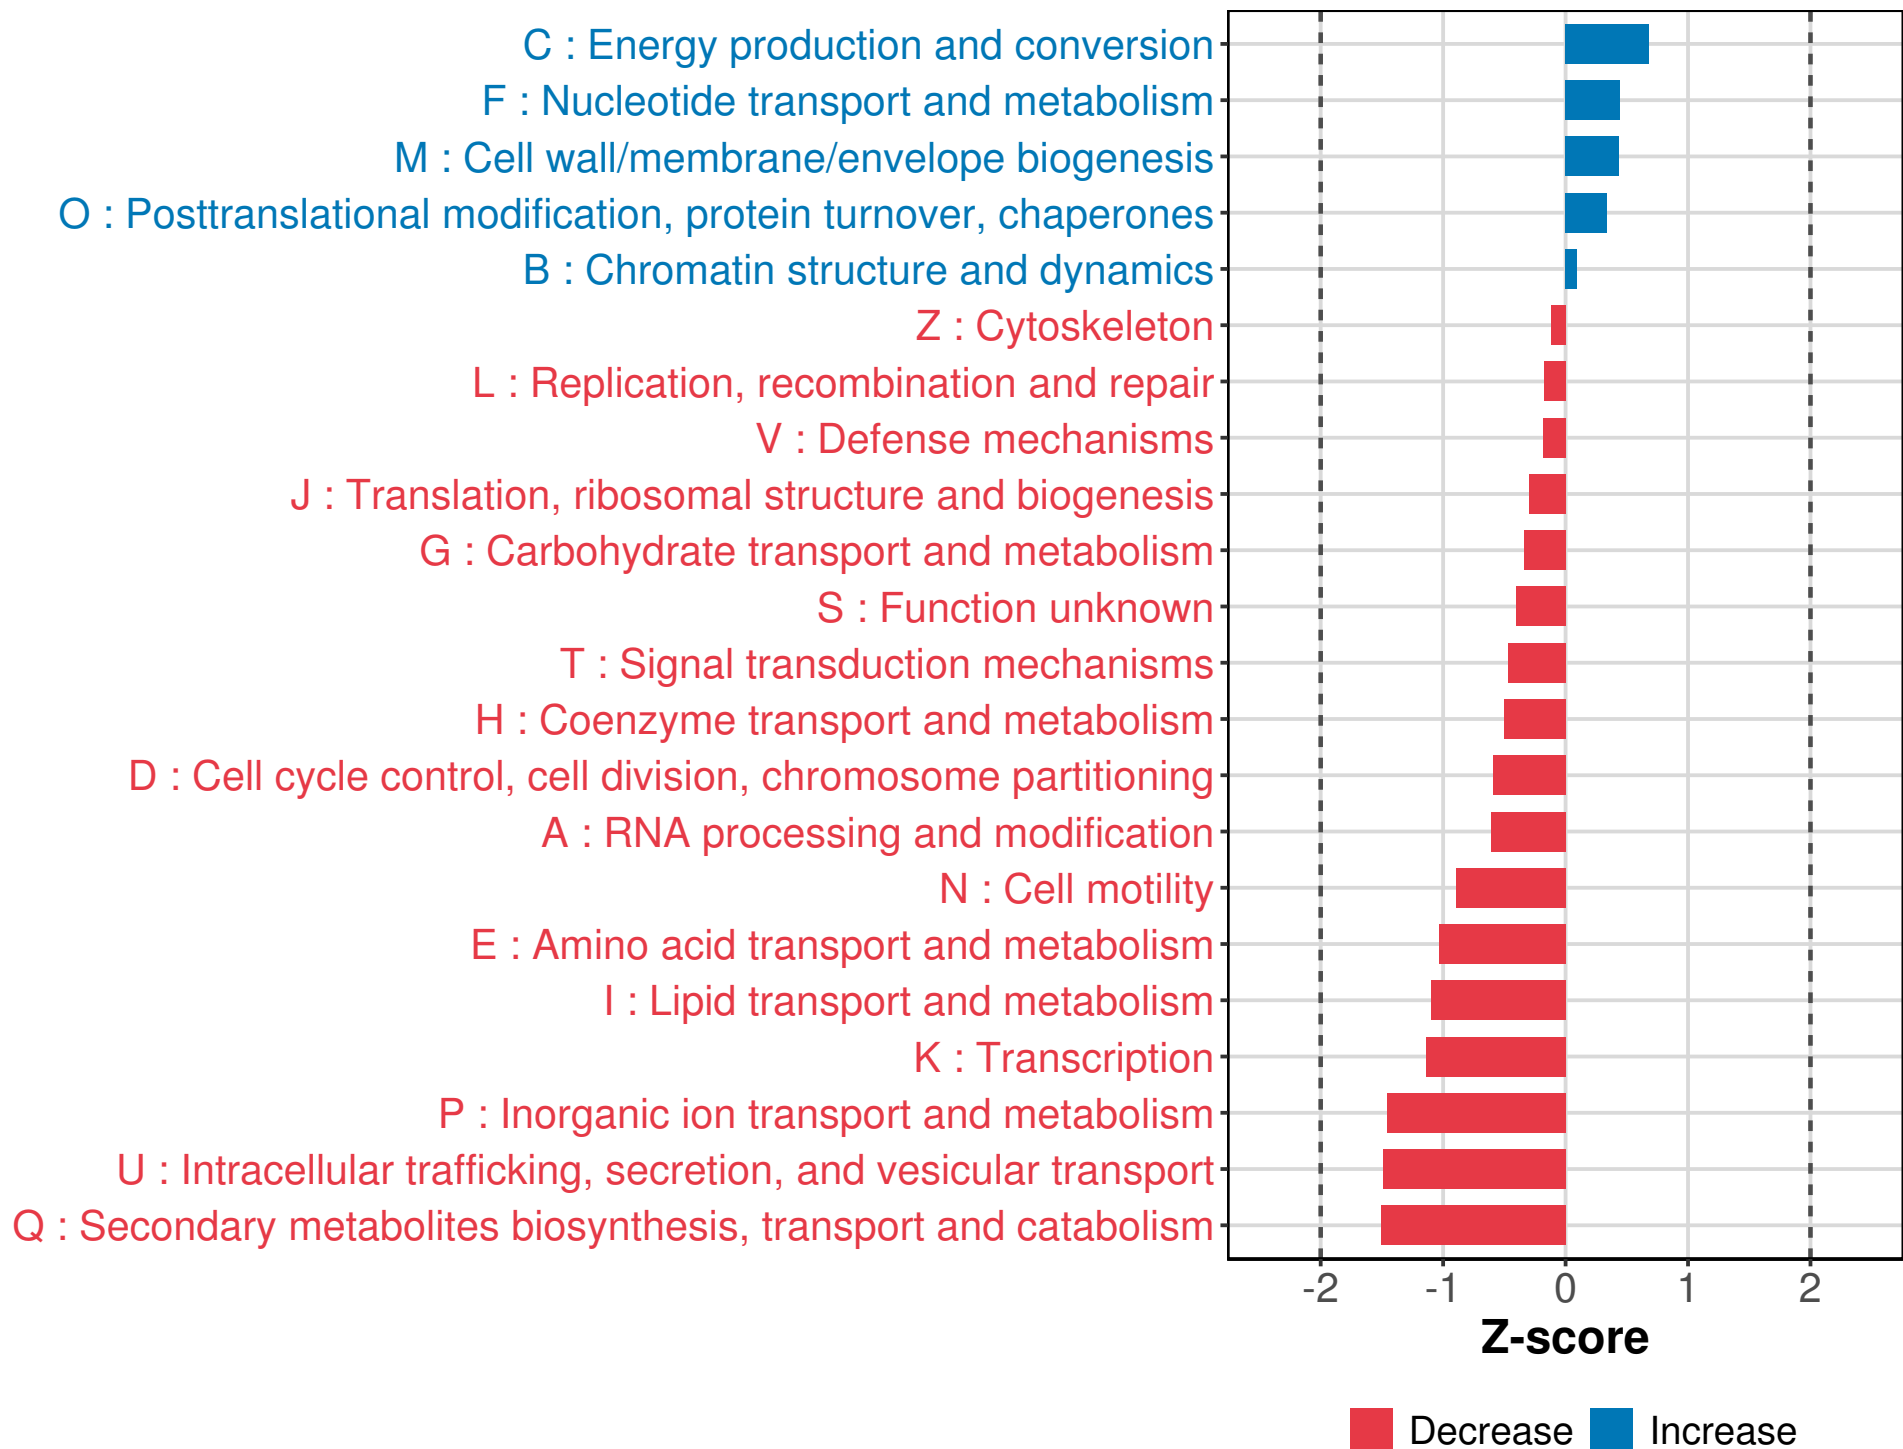 C : Energy production and conversion
F : Nucleotide transport and metabolism
M : Cell wall/membrane/envelope biogenesis
O : Posttranslational modification, protein turnover, chaperones
B : Chromatin structure and dynamics
Z : Cytoskeleton
L : Replication, recombination and repair
V : Defense mechanisms
J : Translation, ribosomal structure and biogenesis
G : Carbohydrate transport and metabolism
S : Function unknown
T : Signal transduction mechanisms
H : Coenzyme transport and metabolism
D : Cell cycle control, cell division, chromosome partitioning
A : RNA processing and modification
N : Cell motility
E : Amino acid transport and metabolism
I : Lipid transport and metabolism
K : Transcription
P : Inorganic ion transport and metabolism
U : Intracellular trafficking, secretion, and vesicular transport
Q : Secondary metabolites biosynthesis, transport and catabolism
-2 -1 0 1 2
Z-score
Decrease Increase